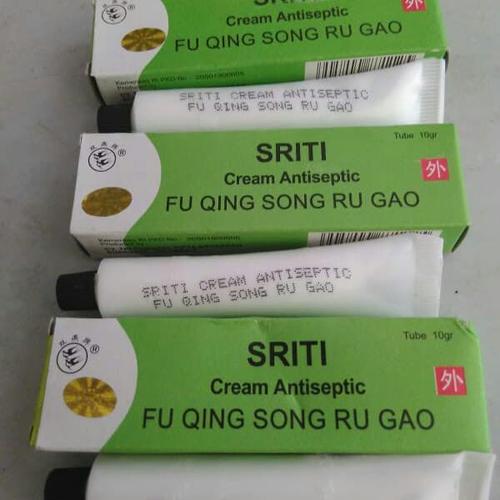 SRITI
Cream Antiseptic
外
FU QING SONG RU GAO
SRITI CREAM ANTISEPTIC
FU QING SONG RU GAO
Tube 10gr
SRITI
®
Cream Antiseptic
外
FU QING SONG RU GAO
SRITI CREAM ANTISEPTIC
FU QING SONG RU GAO
Tube 10gr
SRITI
®
Cream Antiseptic
外
FU QING SONG RU GAO